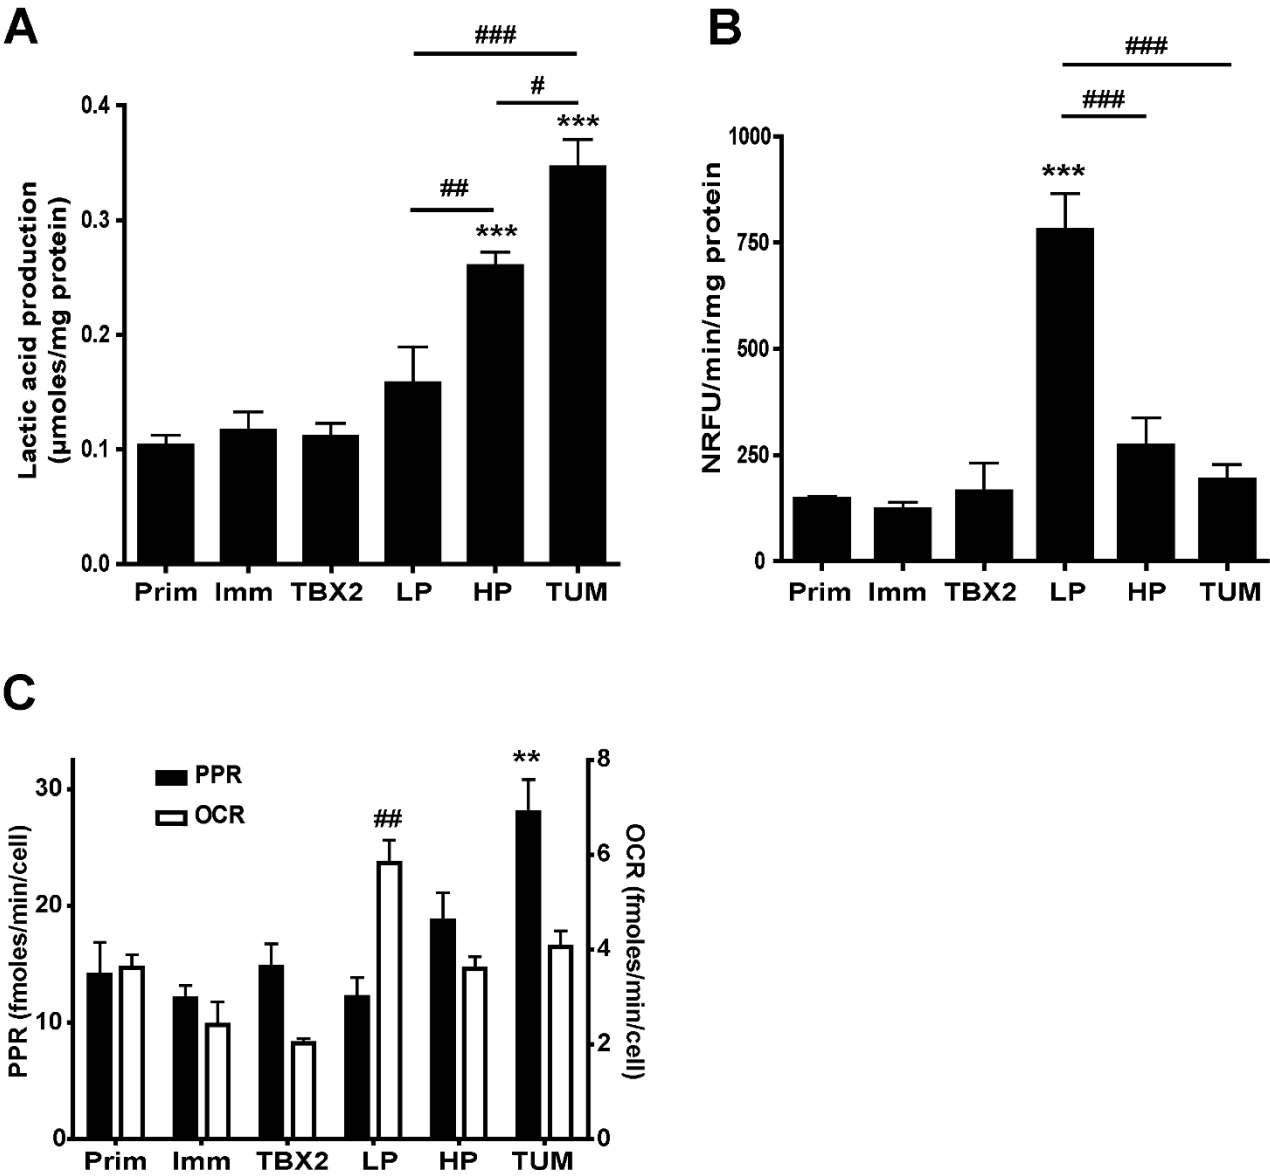 A
###
#
***
##
***
0.4
0.3
0.2
0.1
0.0
Lactic acid production
(µmoles/mg protein)
Prim Imm TBX2 LP HP TUM
B
###
###
***
1000
750
500
250
0
NRFU/min/mg protein
Prim Imm TBX2 LP HP TUM
C
PPR
OCR
**
##
30
20
10
0
PPR (fmoles/min/cell)
8
6
4
2
0
OCR (fmoles/min/cell)
Prim Imm TBX2 LP HP TUM